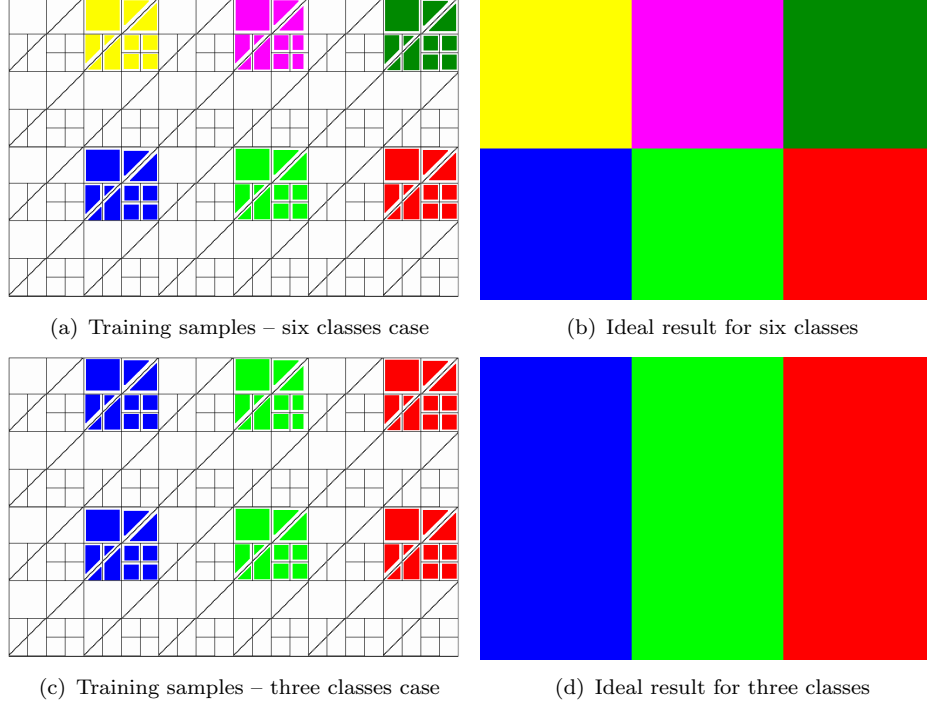 (a) Training samples – six classes case
(b) Ideal result for six classes
(c) Training samples – three classes case
(d) Ideal result for three classes